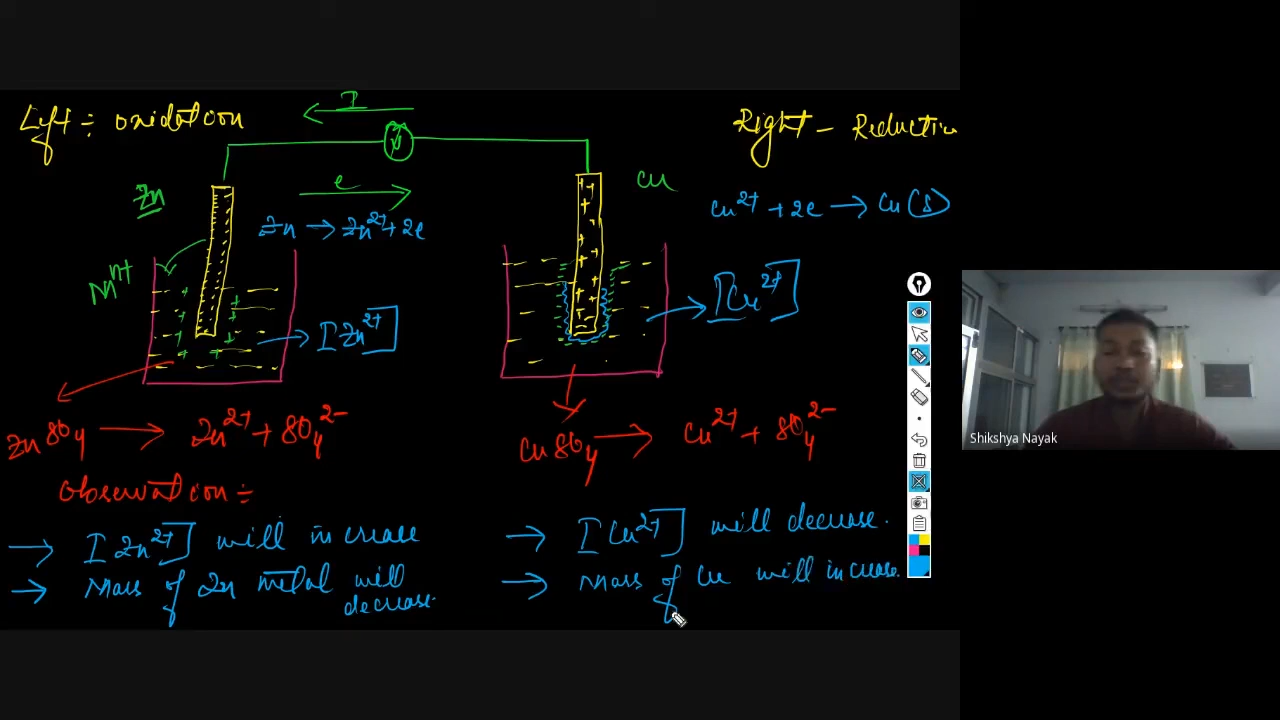 I
Left :- oxidation
Right - Reduction
V
Zn
e
Cu
Cu²⁺ + 2e → Cu(s)
Zn → Zn²⁺ + 2e
Mⁿ⁺
[Zn²⁺]
[Cu²⁺]
ZnSO₄ → Zn²⁺ + SO₄²⁻
CuSO₄ → Cu²⁺ + SO₄²⁻
Shikshya Nayak
Observation :-
→ [Zn²⁺] will increase
→ Mass of Zn metal will
decrease.
→ [Cu²⁺] will decrease.
→ Mass of Cu will increase.